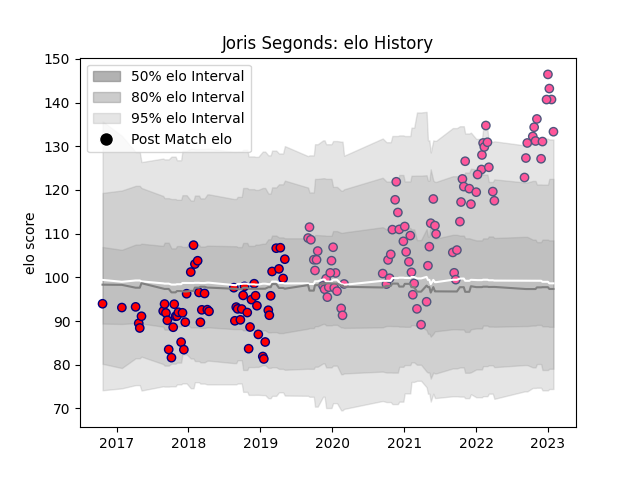 Joris Segonds: elo History
50% elo Interval
80% elo Interval
95% elo Interval
Post Match elo
elo score
150
140
130
120
110
100
90
80
70
2017
2018
2019
2020
2021
2022
2023